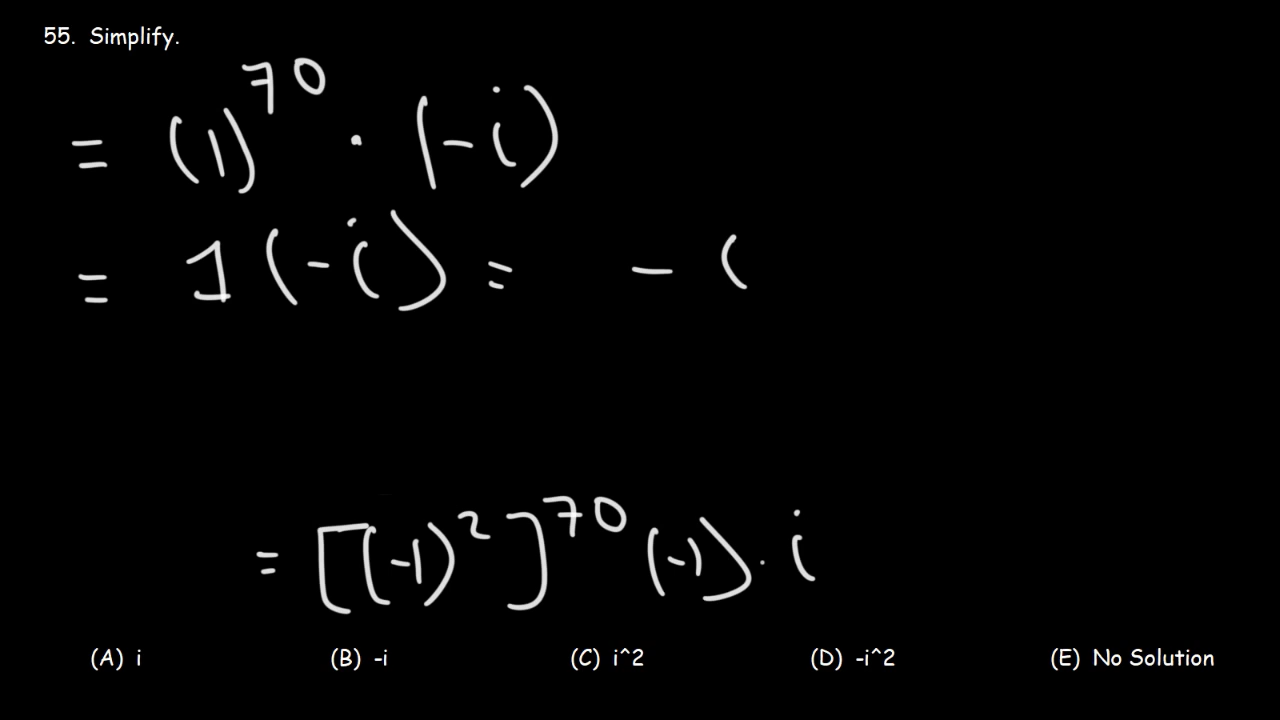 55. Simplify.
= (1)^70 · (-i)
= 1 (-i) = - (
= [(-1)^2]^70 (-1) · i
(A) i (B) -i (C) i^2 (D) -i^2 (E) No Solution